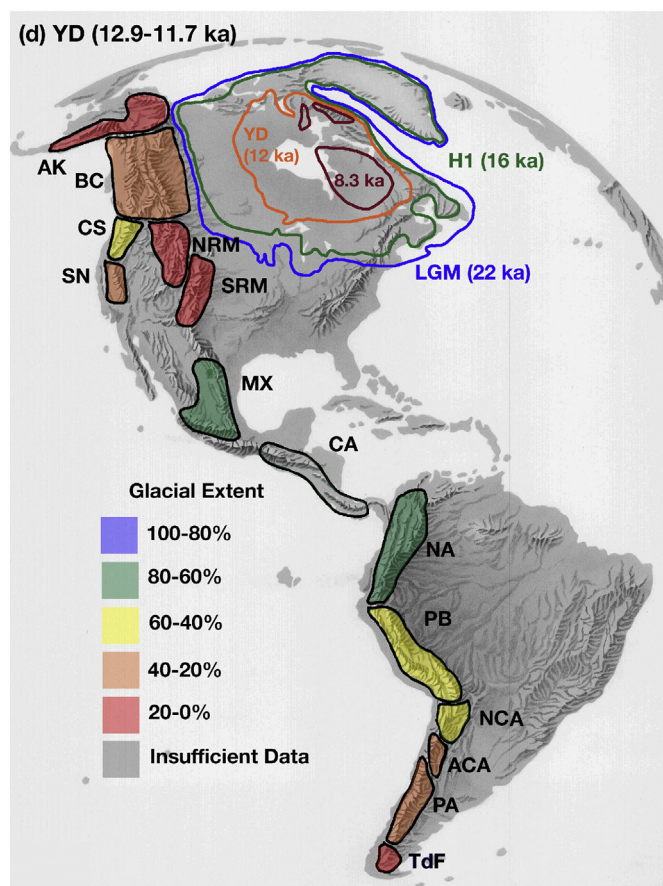 (d) YD (12.9-11.7 ka)
AK
BC
YD
(12 ka)
8.3 ka
H1 (16 ka)
CS
NRM
LGM (22 ka)
SN
SRM
MX
CA
Glacial Extent
100-80%
80-60%
60-40%
40-20%
20-0%
Insufficient Data
NA
PB
NCA
ACA
PA
TdF